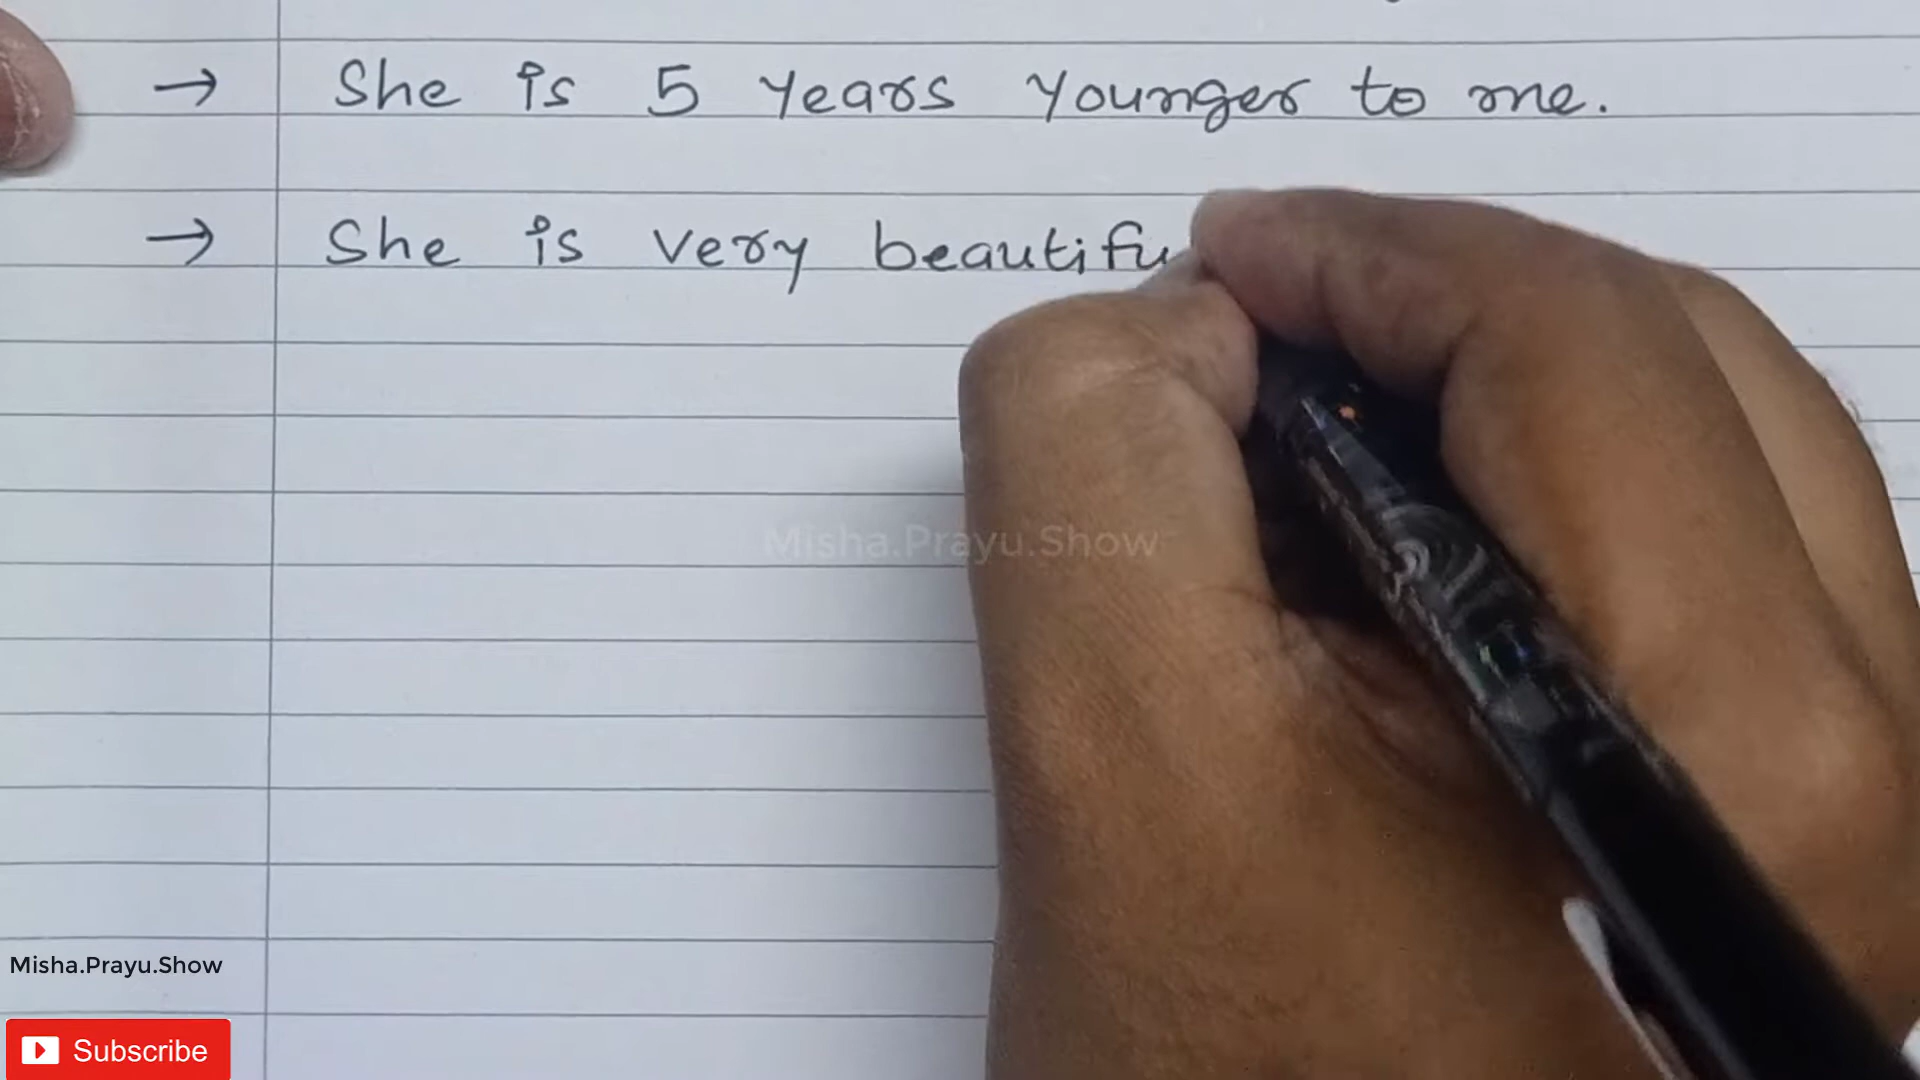 → She is 5 years younger to me.
→ She is very beautifu
Misha.Prayu.Show
Misha.Prayu.Show
Subscribe